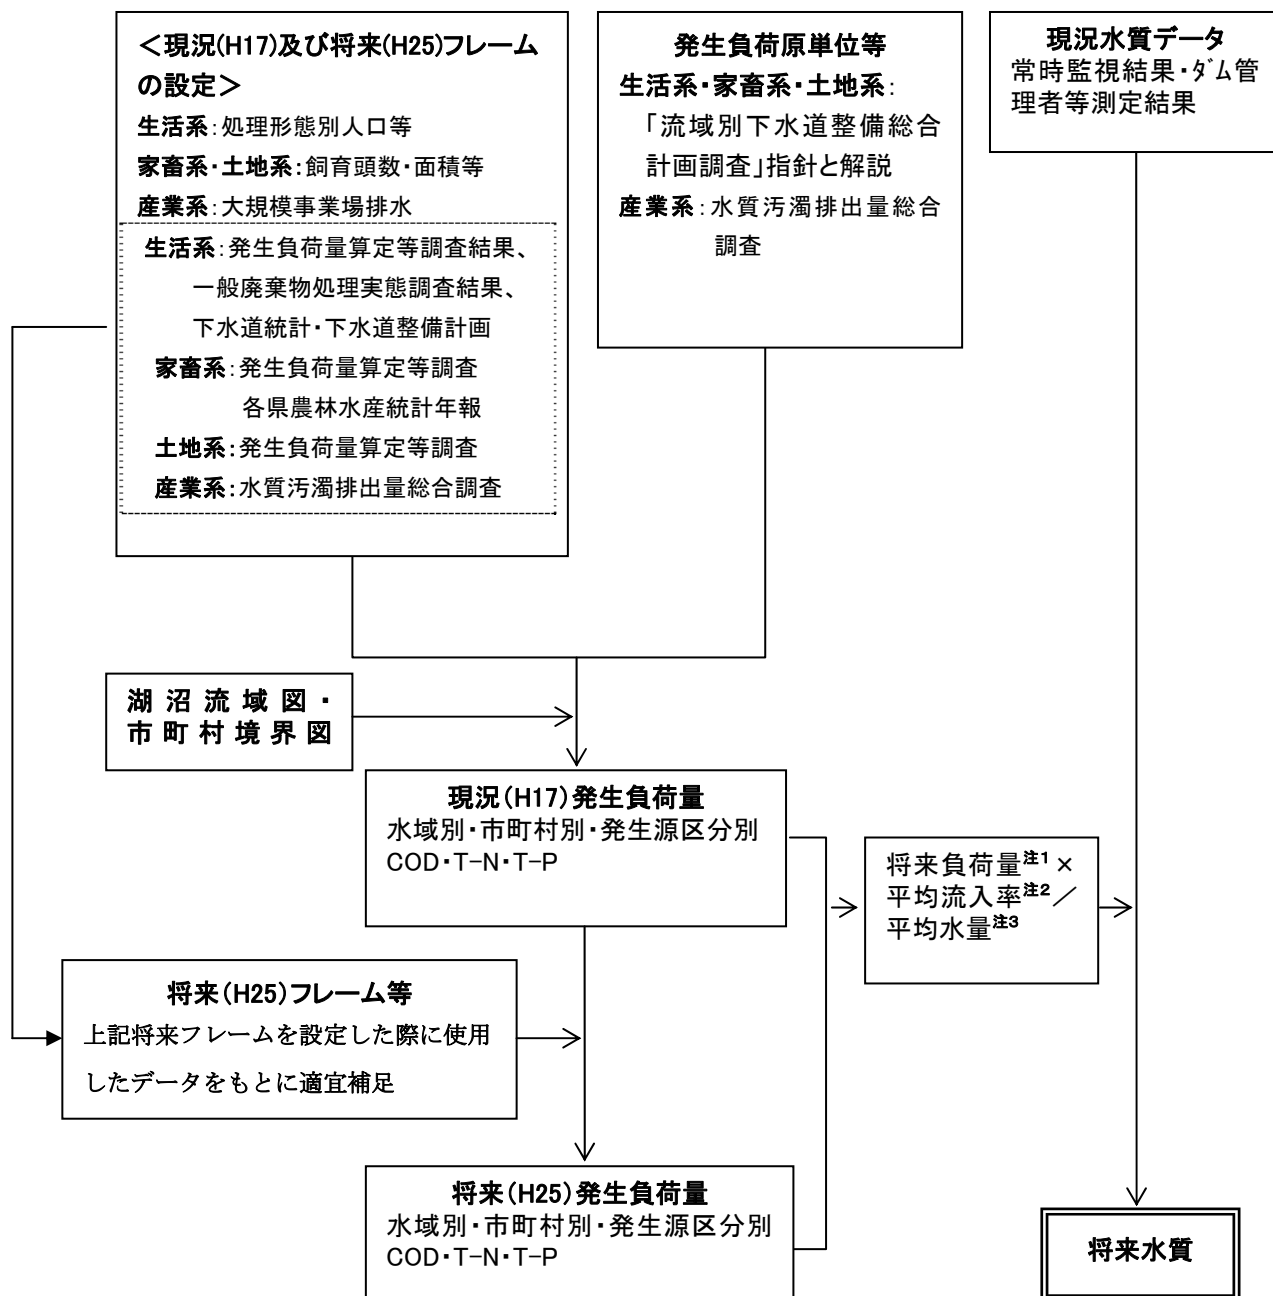 ＜現況(H17)及び将来(H25)フレーム
の設定＞
生活系：処理形態別人口等
家畜系・土地系：飼育頭数・面積等
産業系：大規模事業場排水
生活系：発生負荷量算定等調査結果、
一般廃棄物処理実態調査結果、
下水道統計・下水道整備計画
家畜系：発生負荷量算定等調査
各県農林水産統計年報
土地系：発生負荷量算定等調査
産業系：水質汚濁排出量総合調査
発生負荷原単位等
生活系・家畜系・土地系：
「流域別下水道整備総合
計画調査」指針と解説
産業系：水質汚濁排出量総合
調査
現況水質データ
常時監視結果・ﾀﾞﾑ管
理者等測定結果
湖沼流域図・
市町村境界図
現況（H17）発生負荷量
水域別・市町村別・発生源区分別
COD・T-N・T-P
将来負荷量注1×
平均流入率注2／
平均水量注3
将来（H25）フレーム等
上記将来フレームを設定した際に使用
したデータをもとに適宜補足
将来（H25）発生負荷量
水域別・市町村別・発生源区分別
COD・T-N・T-P
将来水質